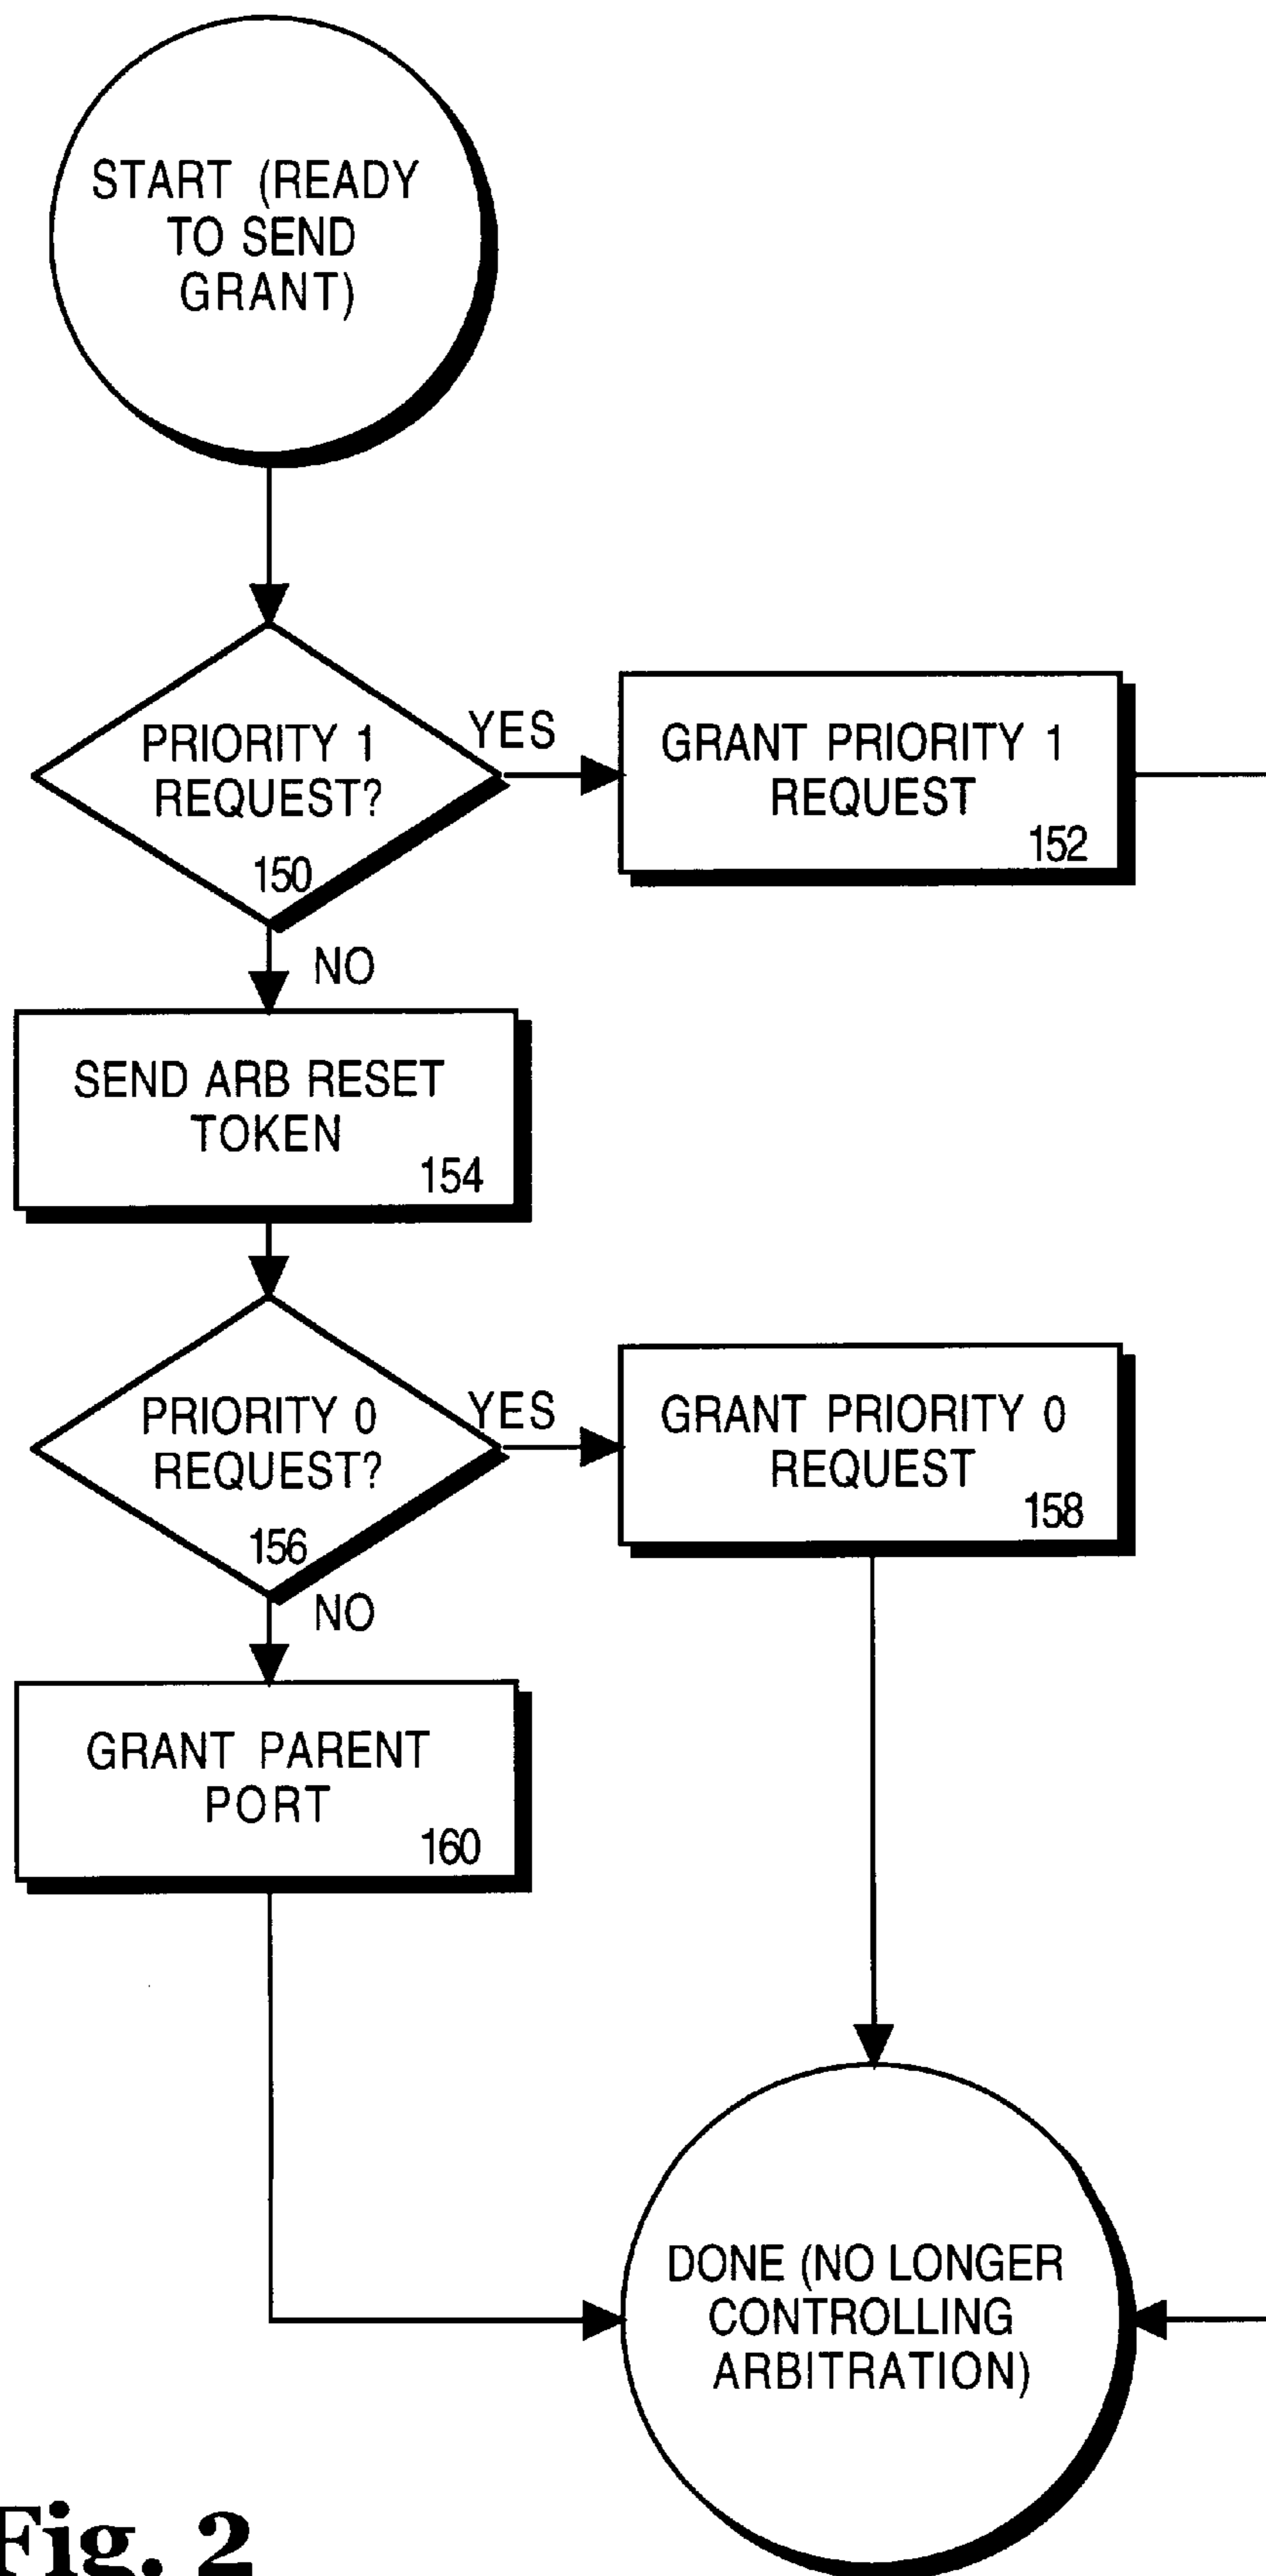 START (READY
TO SEND
GRANT)
PRIORITY 1
REQUEST?
150
YES
GRANT PRIORITY 1
REQUEST
152
NO
SEND ARB RESET
TOKEN
154
PRIORITY 0
REQUEST?
156
YES
GRANT PRIORITY 0
REQUEST
158
NO
GRANT PARENT
PORT
160
DONE (NO LONGER
CONTROLLING
ARBITRATION)
Fig. 2